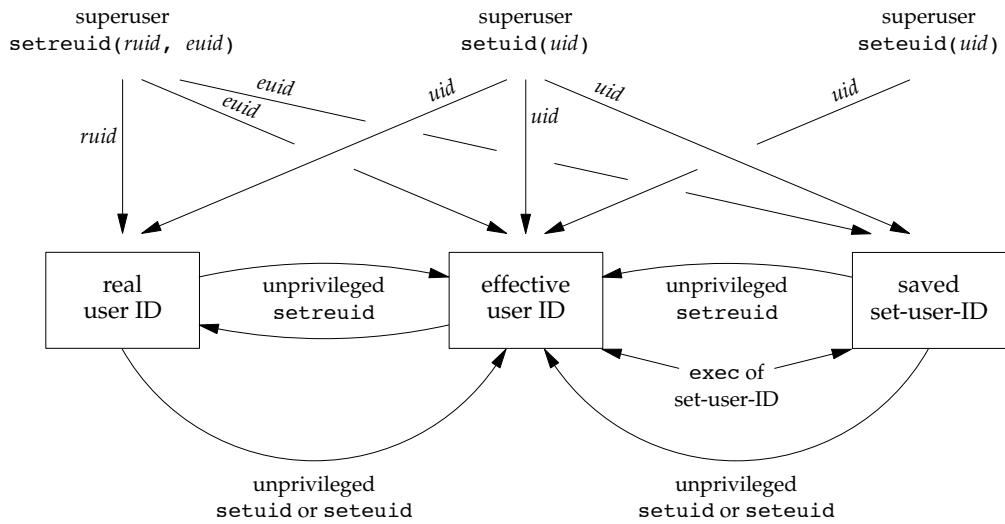 superuser
setreuid(ruid, euid)
superuser
setuid(uid)
superuser
seteuid(uid)
ruid
euid
euid
uid
uid
uid
uid
real
user ID
unprivileged
setreuid
effective
user ID
unprivileged
setreuid
saved
set-user-ID
exec of
set-user-ID
unprivileged
setuid or seteuid
unprivileged
setuid or seteuid